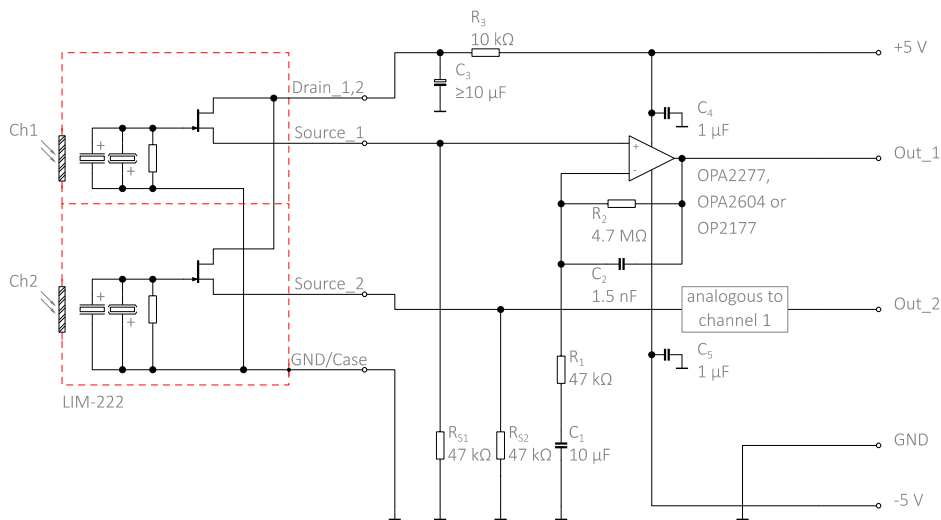 R3
10 kΩ
+5 V
Drain_1,2
C3
≥10 µF
C4
1 µF
Ch1
Source_1
+
-
+
+
Out_1
OPA2277,
OPA2604 or
OP2177
R2
4.7 MΩ
C2
1.5 nF
Ch2
Source_2
+
+
analogous to
channel 1
Out_2
GND/Case
R1
47 kΩ
C5
1 µF
LIM-222
RS1
47 kΩ
RS2
47 kΩ
C1
10 µF
GND
-5 V